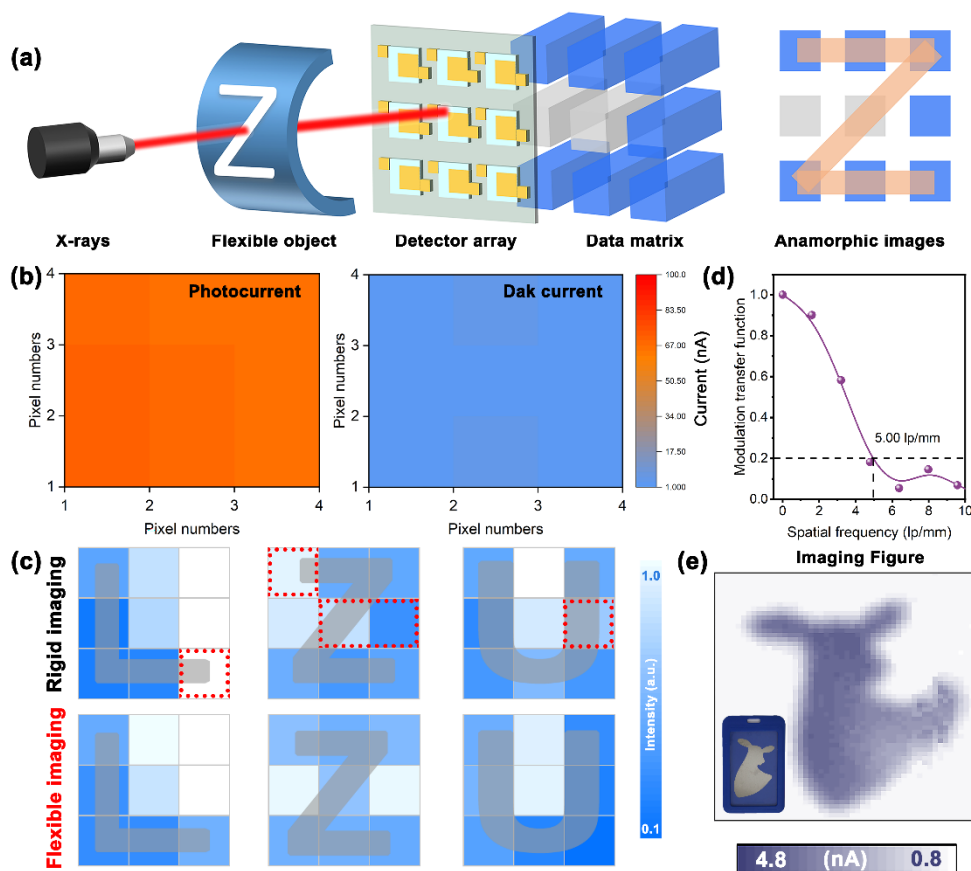 (a)
Z
X-rays
Flexible object
Detector array
Data matrix
Anamorphic images
(b)
4
3
2
1
Pixel numbers
Photocurrent
1 2 3 4
Pixel numbers
4
3
2
1
Pixel numbers
Dak current
1 2 3 4
Pixel numbers
100.0
83.50
67.00
50.50
34.00
17.50
1.000
Current (nA)
(d)
1.0
0.8
0.6
0.4
0.2
0.0
Modulation transfer function
5.00 lp/mm
0 2 4 6 8 10
Spatial frequency (lp/mm)
(c)
Rigid imaging
L Z U
Flexible imaging
L Z U
1.0
Intensity (a.u.)
0.1
(e)
Imaging Figure
4.8 (nA) 0.8